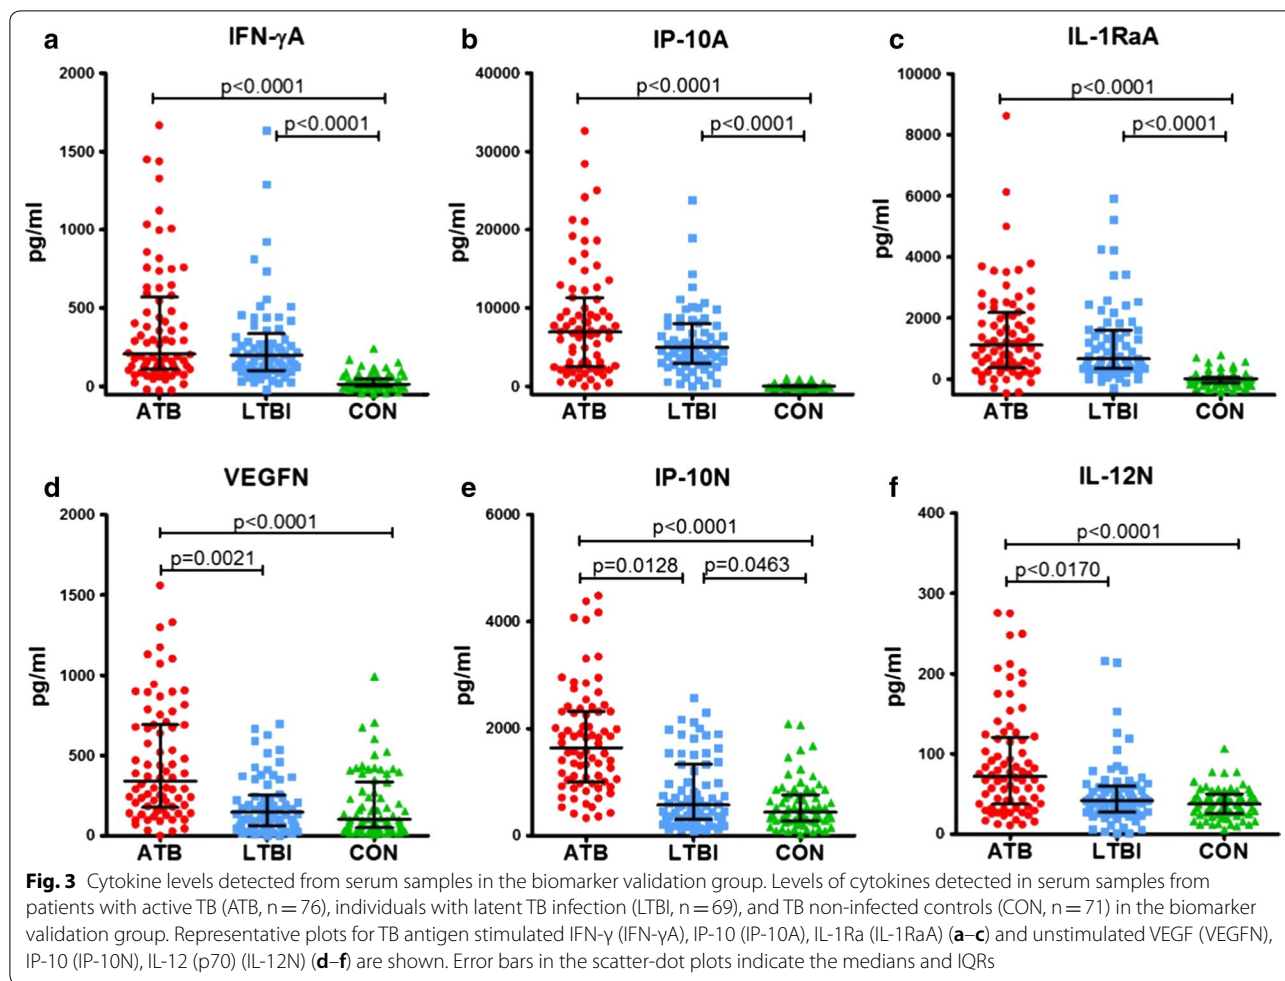 a
IFN-γA
2000
1500
1000
500
0
pg/ml
p<0.0001
p<0.0001
ATB LTBI CON
b
IP-10A
40000
30000
20000
10000
0
pg/ml
p<0.0001
p<0.0001
ATB LTBI CON
c
IL-1RaA
10000
8000
6000
4000
2000
0
pg/ml
p<0.0001
p<0.0001
ATB LTBI CON
d
VEGFN
2000
1500
1000
500
0
pg/ml
p<0.0001
p=0.0021
ATB LTBI CON
e
IP-10N
6000
4000
2000
0
pg/ml
p<0.0001
p=0.0128 p=0.0463
ATB LTBI CON
f
IL-12N
400
300
200
100
0
pg/ml
p<0.0001
p<0.0170
ATB LTBI CON
Fig. 3 Cytokine levels detected from serum samples in the biomarker validation group. Levels of cytokines detected in serum samples from
patients with active TB (ATB, n = 76), individuals with latent TB infection (LTBI, n = 69), and TB non-infected controls (CON, n = 71) in the biomarker
validation group. Representative plots for TB antigen stimulated IFN-γ (IFN-γA), IP-10 (IP-10A), IL-1Ra (IL-1RaA) (a–c) and unstimulated VEGF (VEGFN),
IP-10 (IP-10N), IL-12 (p70) (IL-12N) (d–f) are shown. Error bars in the scatter-dot plots indicate the medians and IQRs